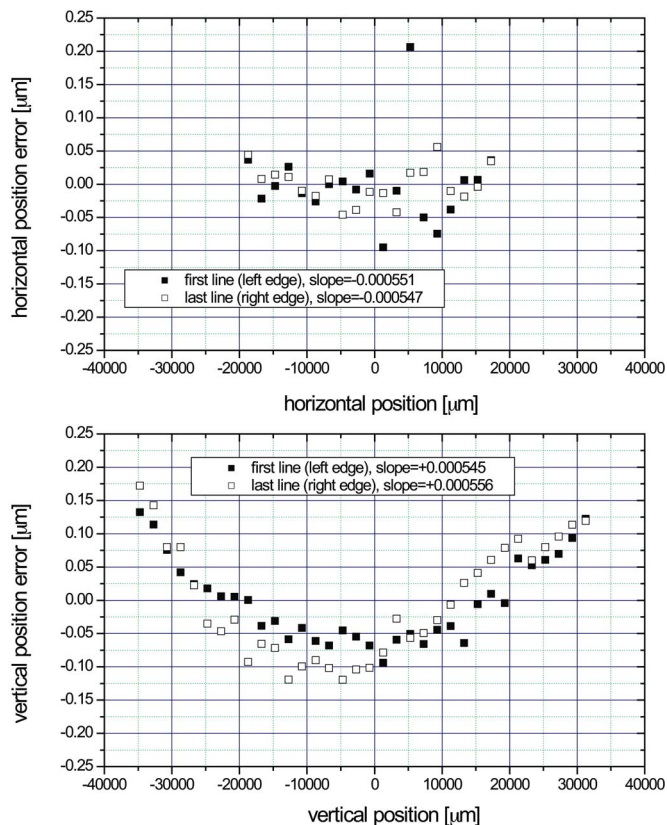 0.25
0.20
0.15
0.10
0.05
0.00
-0.05
-0.10
-0.15
-0.20
0.25
horizontal position error [μm]
first line (left edge), slope=-0.000551
last line (right edge), slope=-0.000547
-40000 -30000 -20000 -10000 0 10000 20000 30000 40000
horizontal position [μm]
0.25
0.20
0.15
0.10
0.05
0.00
-0.05
-0.10
-0.15
-0.20
-0.25
vertical position error [μm]
first line (left edge), slope=+0.000545
last line (right edge), slope=+0.000556
-40000 -30000 -20000 -10000 0 10000 20000 30000 40000
vertical position [μm]